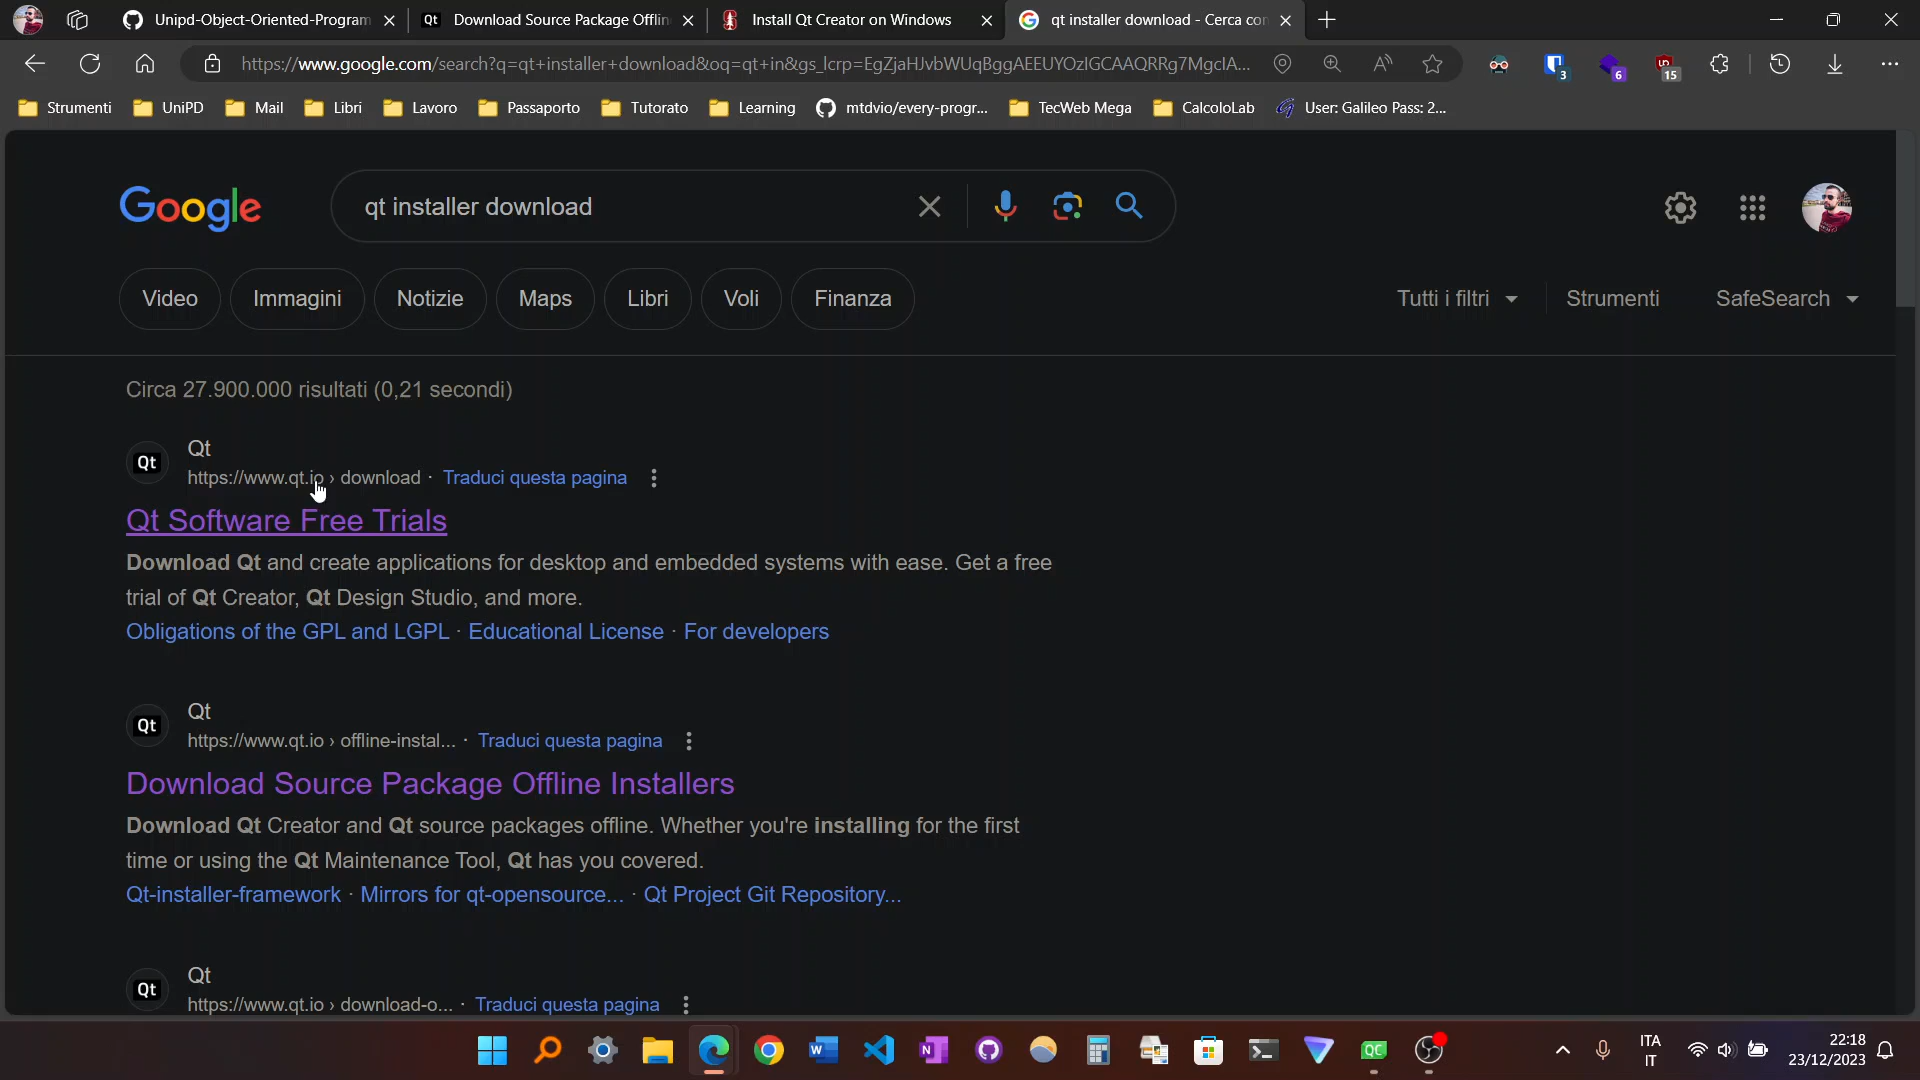 Unipd-Object-Oriented-Program
Download Source Package Offlin
Install Qt Creator on Windows
qt installer download - Cerca con
https://www.google.com/search?q=qt+installer+download&oq=qt+in&gs_lcrp=EgZjaHJvbWUqBggAEEUYOzIGCAAQRRg7MgcIA...
3
6
15
Strumenti
UniPD
Mail
Libri
Lavoro
Passaporto
Tutorato
Learning
mtdvio/every-progr...
TecWeb Mega
CalcoloLab
User: Galileo Pass: 2...
Google
qt installer download
Video
Immagini
Notizie
Maps
Libri
Voli
Finanza
Tutti i filtri
Strumenti
SafeSearch
Circa 27.900.000 risultati (0,21 secondi)
Qt
Qt
https://www.qt.io › download · Traduci questa pagina
Qt Software Free Trials
Download Qt and create applications for desktop and embedded systems with ease. Get a free
trial of Qt Creator, Qt Design Studio, and more.
Obligations of the GPL and LGPL · Educational License · For developers
Qt
Qt
https://www.qt.io › offline-instal... · Traduci questa pagina
Download Source Package Offline Installers
Download Qt Creator and Qt source packages offline. Whether you're installing for the first
time or using the Qt Maintenance Tool, Qt has you covered.
Qt-installer-framework · Mirrors for qt-opensource... · Qt Project Git Repository...
Qt
Qt
https://www.qt.io › download-o... · Traduci questa pagina
ITA
IT
22:18
23/12/2023